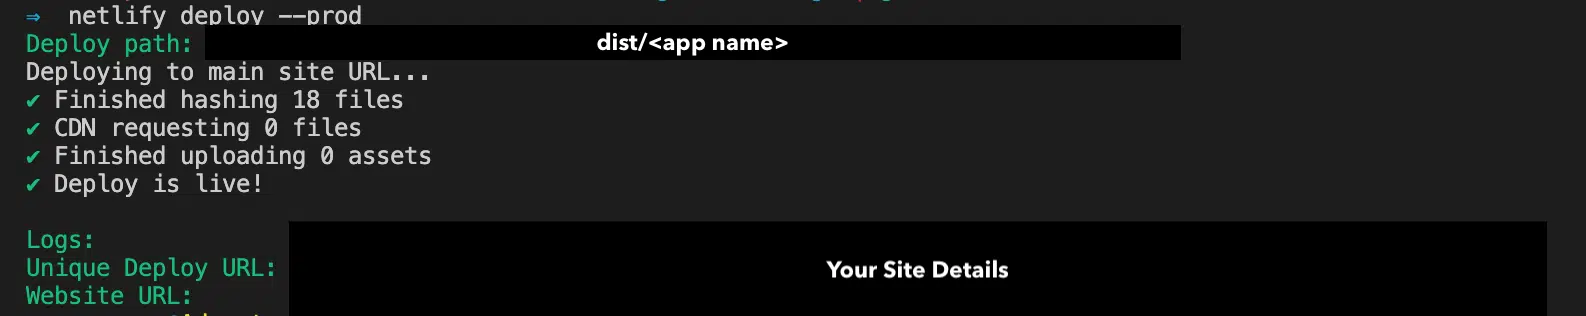 ⇒ netlify deploy --prod
Deploy path: dist/<app name>
Deploying to main site URL...
✔ Finished hashing 18 files
✔ CDN requesting 0 files
✔ Finished uploading 0 assets
✔ Deploy is live!
Logs:
Unique Deploy URL: Your Site Details
Website URL: